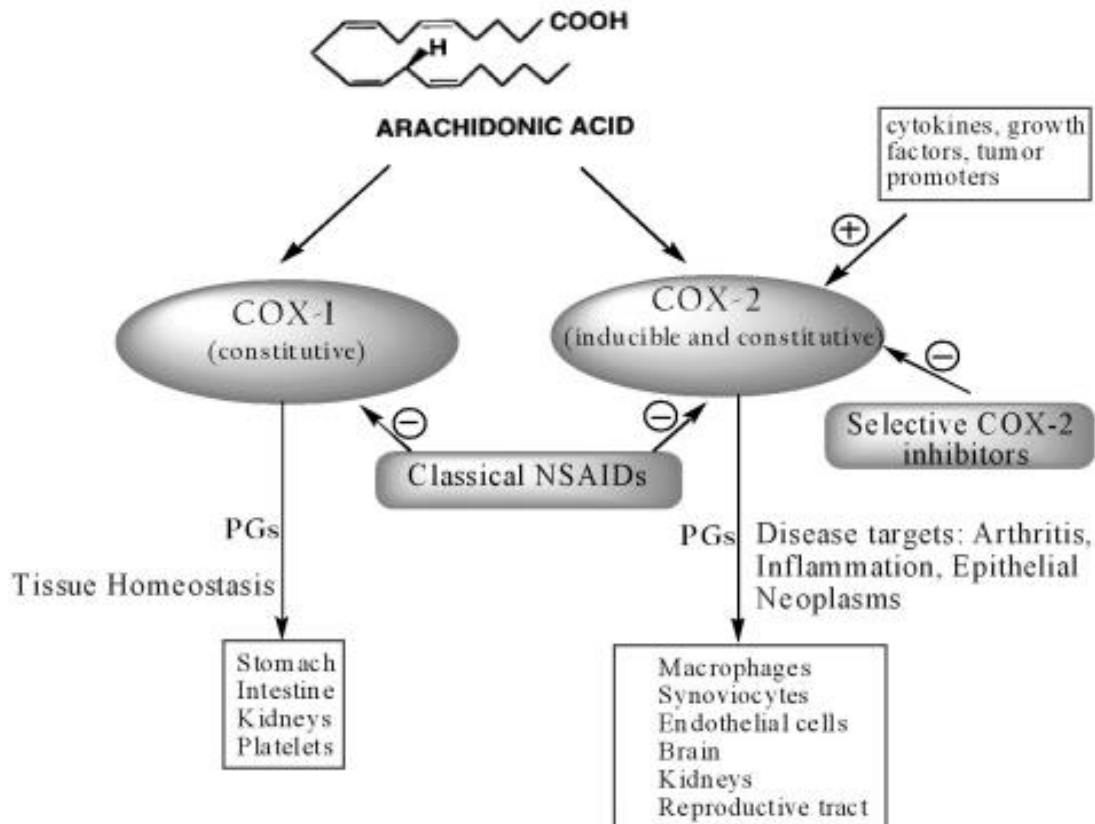 COOH
H
ARACHIDONIC ACID
cytokines, growth
factors, tumor
promoters
+
COX-1
(constitutive)
COX-2
(inducible and constitutive)
−
−
−
Classical NSAIDs
Selective COX-2
inhibitors
PGs
Tissue Homeostasis
PGs
Disease targets: Arthritis,
Inflammation, Epithelial
Neoplasms
Stomach
Intestine
Kidneys
Platelets
Macrophages
Synoviocytes
Endothelial cells
Brain
Kidneys
Reproductive tract